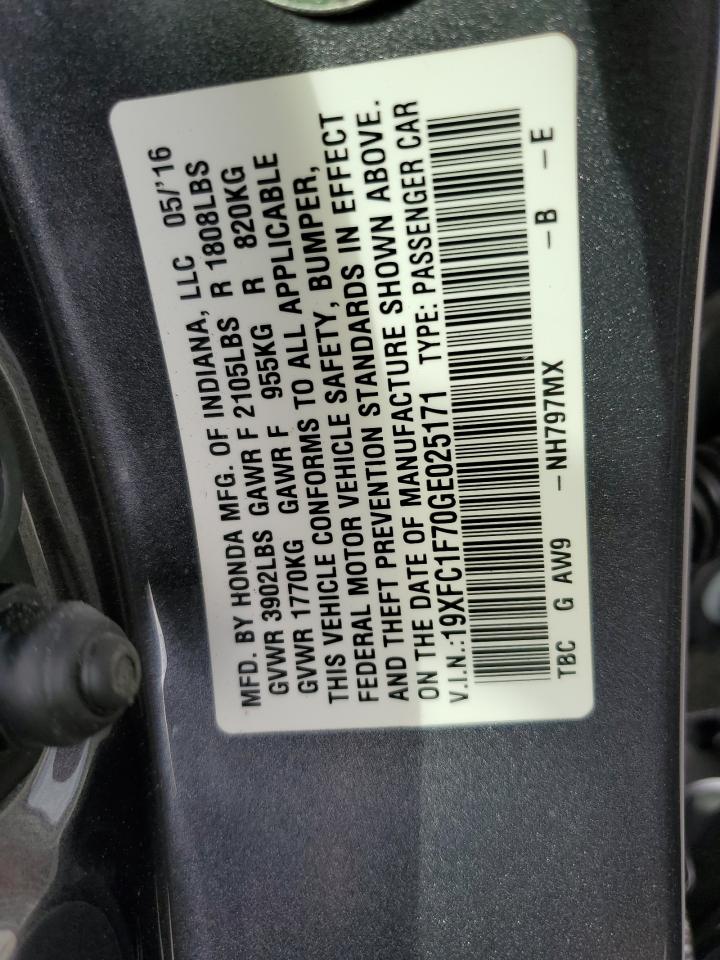 MFD. BY HONDA MFG. OF INDIANA, LLC 05/'16
GVWR 3902LBS GAWR F 2105LBS R 1808LBS
GVWR 1770KG GAWR F 955KG R 820KG
THIS VEHICLE CONFORMS TO ALL APPLICABLE
FEDERAL MOTOR VEHICLE SAFETY, BUMPER,
AND THEFT PREVENTION STANDARDS IN EFFECT
ON THE DATE OF MANUFACTURE SHOWN ABOVE.
V.I.N.:19XFC1F70GE025171 TYPE: PASSENGER CAR
TBC G AW9 -NH797MX -B -E